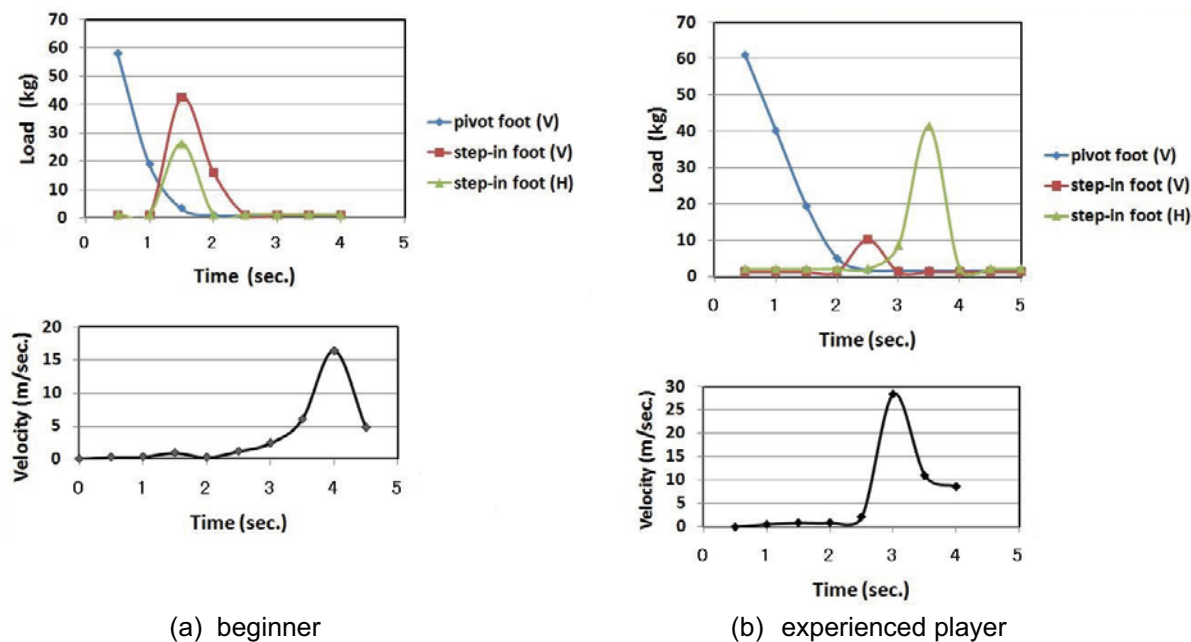 70
60
50
40
30
20
10
0
Load (kg)
0 1 2 3 4 5
Time (sec.)
pivot foot (V)
step-in foot (V)
step-in foot (H)
20
15
10
5
0
Velocity (m/sec.)
0 1 2 3 4 5
Time (sec.)
(a) beginner
70
60
50
40
30
20
10
0
Load (kg)
0 1 2 3 4 5
Time (sec.)
pivot foot (V)
step-in foot (V)
step-in foot (H)
30
25
20
15
10
5
0
Velocity (m/sec.)
0 1 2 3 4 5
Time (sec.)
(b) experienced player